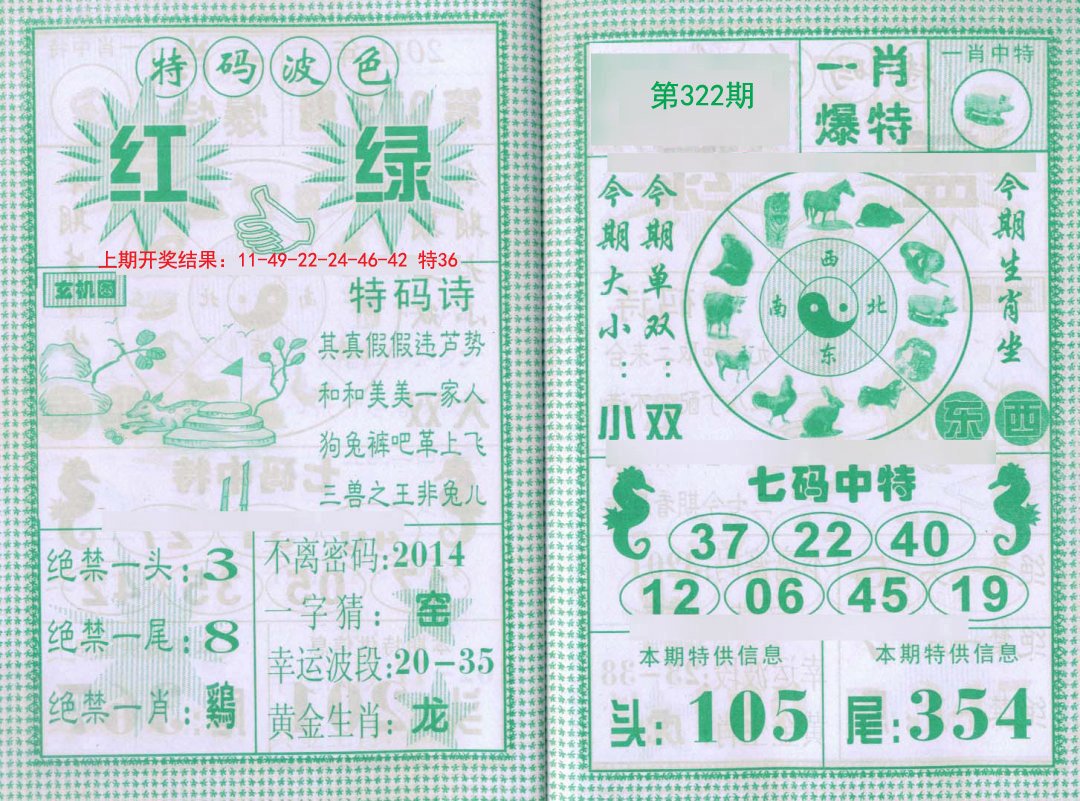 特码波色
红 绿
上期开奖结果：11-49-22-24-46-42 特36
玄机图
特码诗
其真假假违芦势
和和美美一家人
狗兔裤吧革上飞
三兽之王非兔儿
绝禁一头:3
绝禁一尾:8
绝禁一肖:鷄
不离密码:2014
一字猜:窑
幸运波段:20-35
黄金生肖:龙
第322期
一肖
爆特
一肖中特
今期大小:小
今期单双:双
西
南 北
东
今期生肖坐
东西
七码中特
37 22 40
12 06 45 19
本期特供信息
头:105
本期特供信息
尾:354